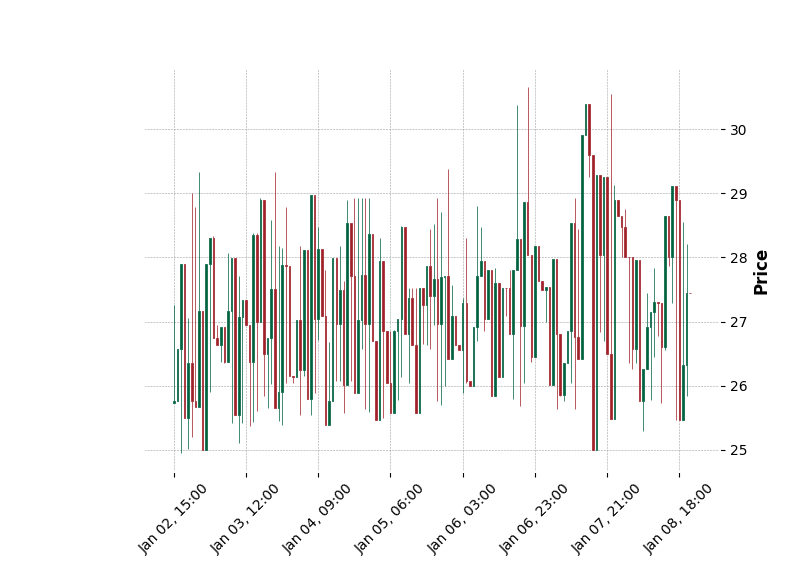 30
29
28
27
26
25
Price
Jan 02, 15:00
Jan 03, 12:00
Jan 04, 09:00
Jan 05, 06:00
Jan 06, 03:00
Jan 06, 23:00
Jan 07, 21:00
Jan 08, 18:00